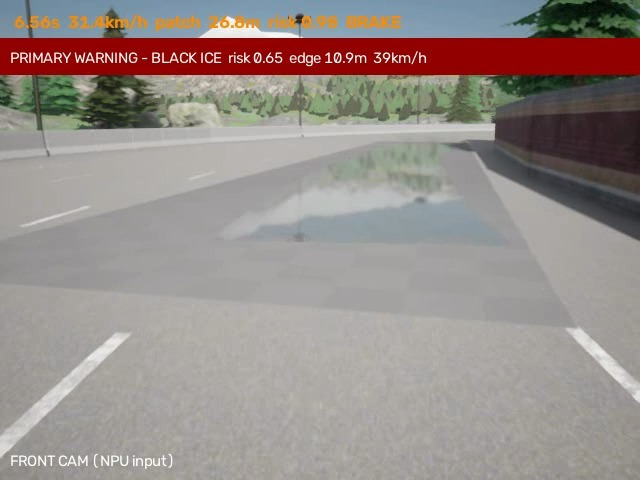 6.56s 31.4km/h patch 26.8m risk 0.98 BRAKE
PRIMARY WARNING - BLACK ICE risk 0.65 edge 10.9m 39km/h
FRONT CAM (NPU input)